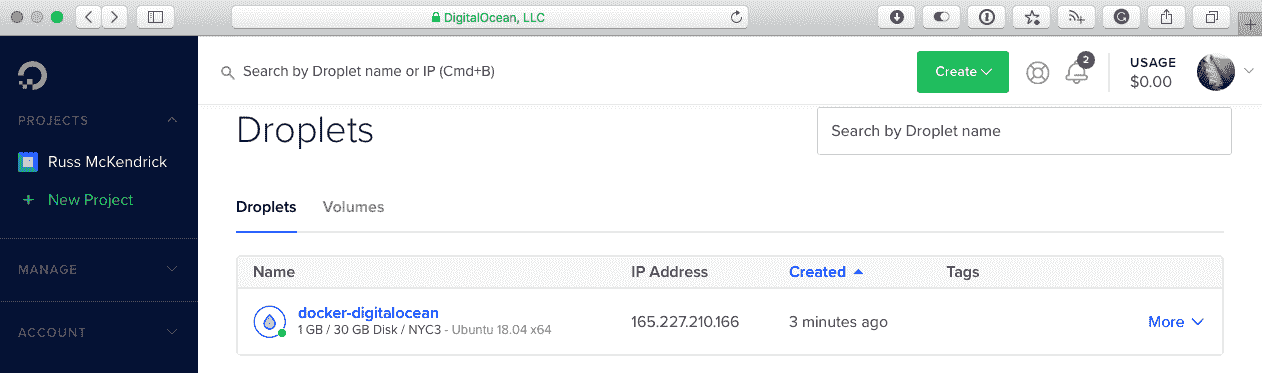 DigitalOcean, LLC
Search by Droplet name or IP (Cmd+B)
Create
2
USAGE
$0.00
PROJECTS
Russ McKendrick
+ New Project
MANAGE
ACCOUNT
Droplets
Search by Droplet name
Droplets Volumes
Name IP Address Created Tags
docker-digitalocean
1 GB / 30 GB Disk / NYC3 - Ubuntu 18.04 x64
165.227.210.166 3 minutes ago More